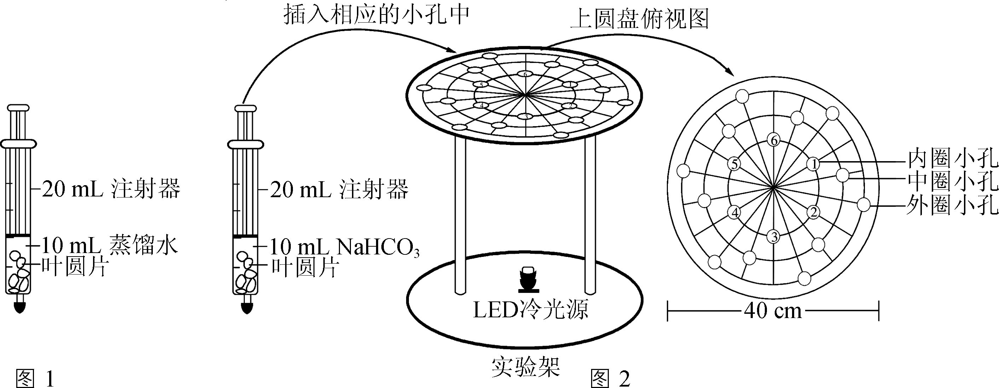 插入相应的小孔中
上圆盘俯视图
20 mL 注射器
10 mL 蒸馏水
叶圆片
图 1
20 mL 注射器
10 mL NaHCO₃
叶圆片
6
1
2
3
4
5
LED冷光源
实验架
6
1
2
3
4
5
内圈小孔
中圈小孔
外圈小孔
40 cm
图 2